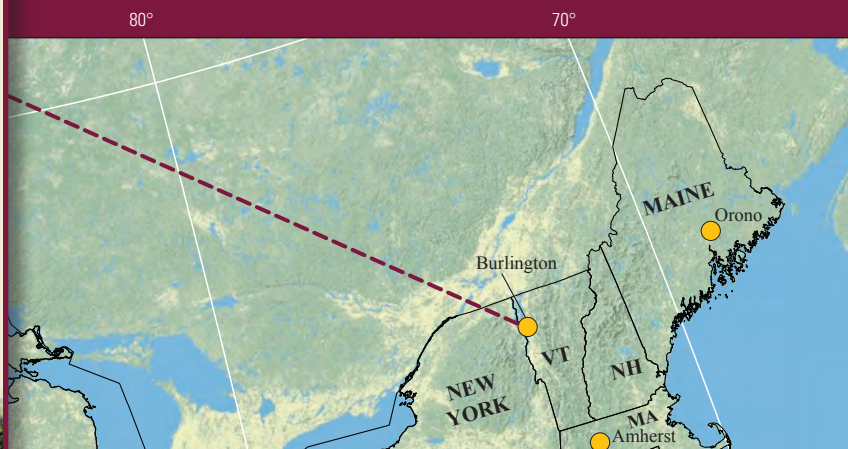 80°
70°
MAINE
Orono
Burlington
VT
NH
NEW
YORK
MA
Amherst